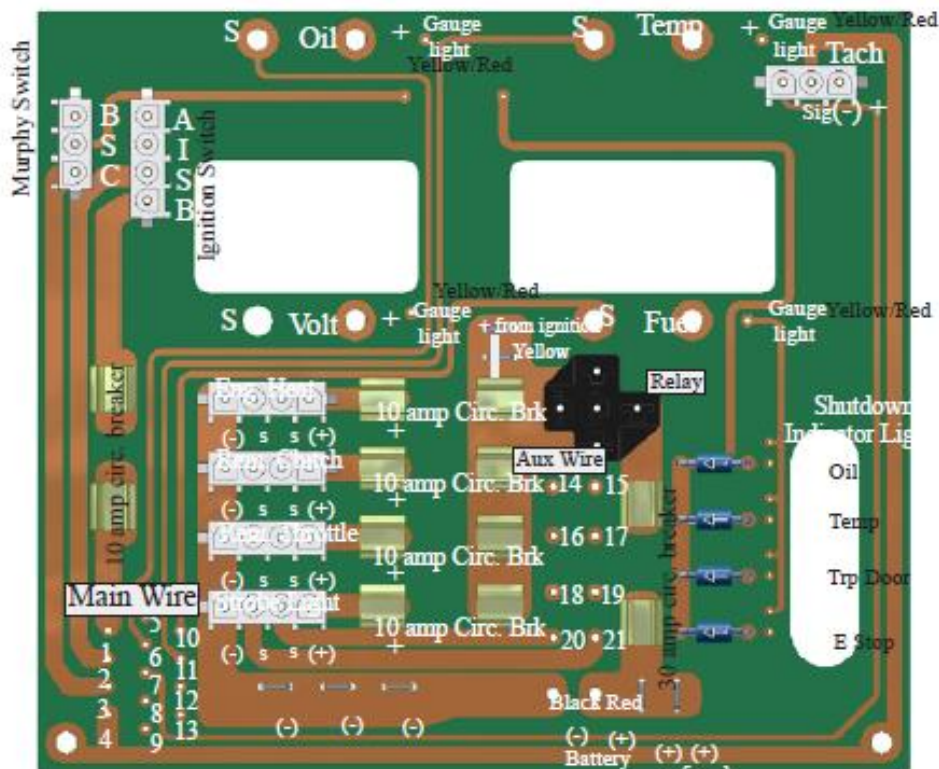 S Oil + Gauge light
S Temp + Gauge light
Yellow/Red
Yellow/Red
Tach
Sig(-) +
Murphy Switch
B
S
C
A
I
S
B
Ignition Switch
S Volt + Gauge light
Yellow/Red
S Fuel
Gauge light
Yellow/Red
+ from ignition
Yellow
Relay
10 amp circ. breaker
10 amp Circ. Brk
(-) s s (+) +
Aux Wire
10 amp Circ. Brk
(-) s s (+) +
10 amp Circ. Brk
(-) s s (+) +
10 amp Circ. Brk
(-) s s (+) +
14 15
16 17
18 19
20 21
30 amp circ. breaker
Shutdown
Oil
Temp
Trp Door
E Stop
Main Wire
1
2
3
4
5
6
7
8
9
10
11
12
13
(-) (-) (-)
Black Red
(-) (+)
Battery
(+) (+)